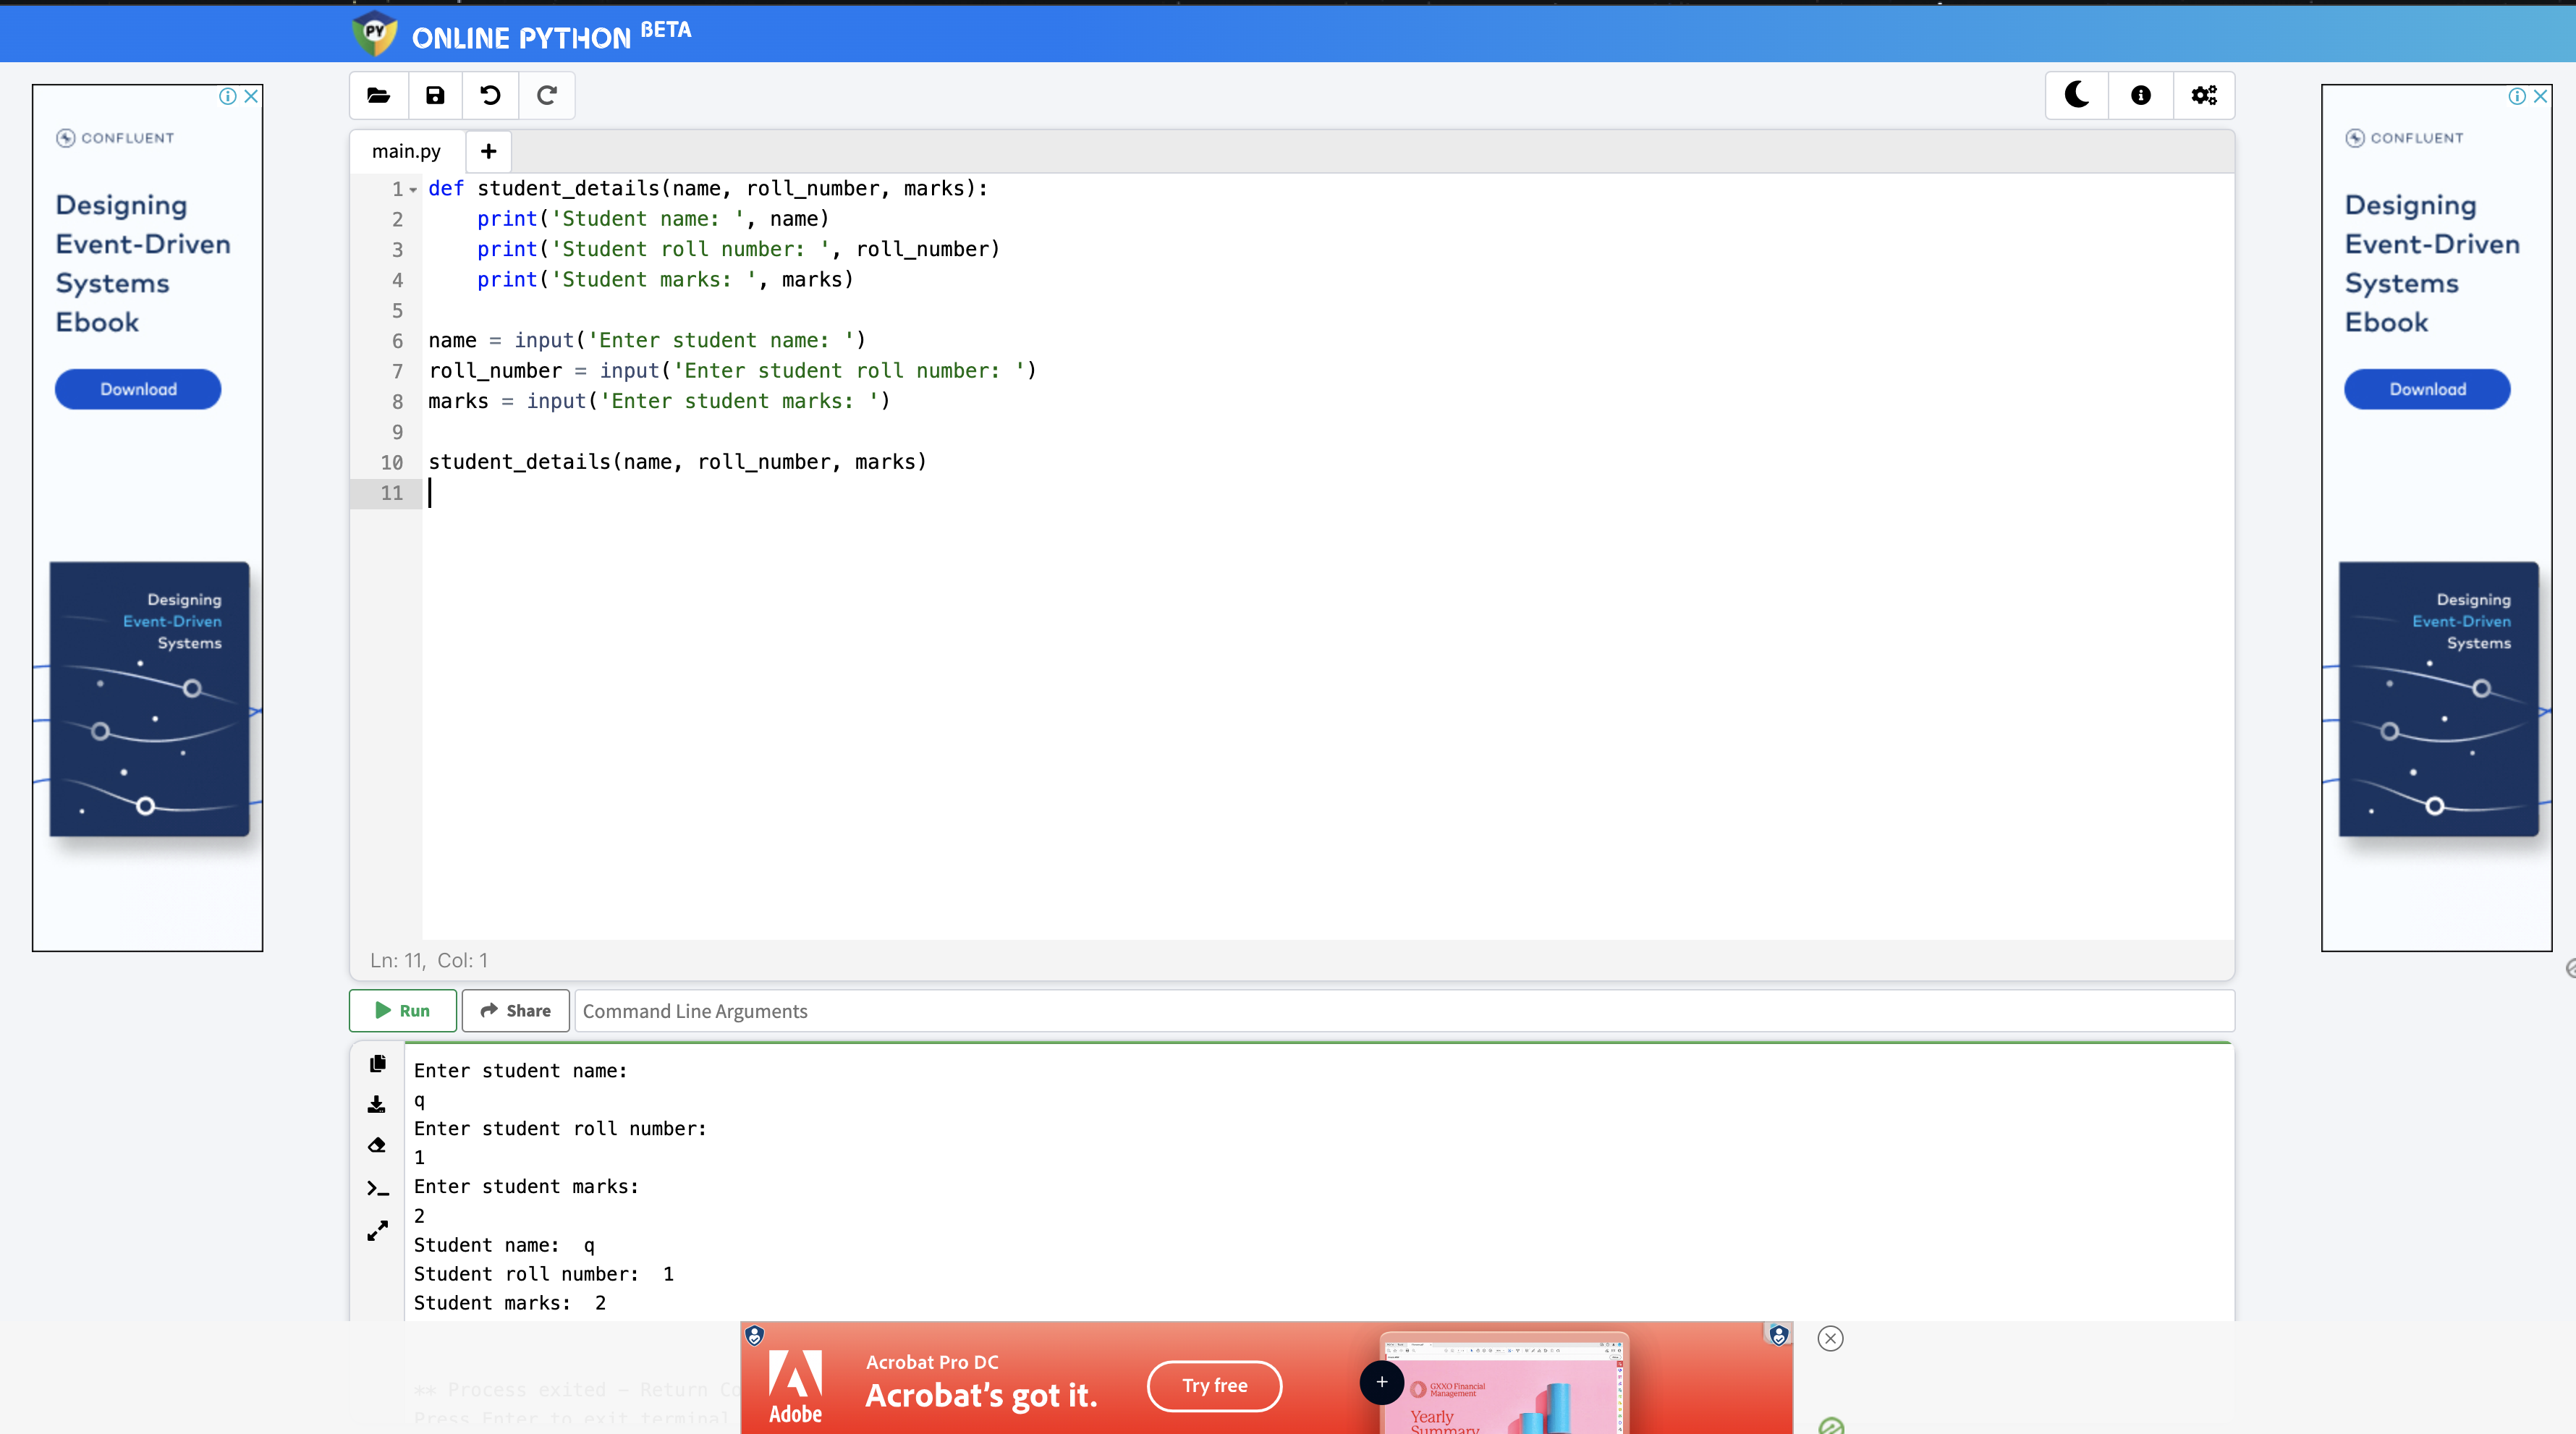 PY ONLINE PYTHON BETA
CONFLUENT
Designing
Event-Driven
Systems
Ebook
Download
Designing
Event-Driven
Systems
main.py
1 def student_details(name, roll_number, marks):
2     print('Student name: ', name)
3     print('Student roll number: ', roll_number)
4     print('Student marks: ', marks)
5
6 name = input('Enter student name: ')
7 roll_number = input('Enter student roll number: ')
8 marks = input('Enter student marks: ')
9
10 student_details(name, roll_number, marks)
11
Ln: 11, Col: 1
Run Share Command Line Arguments
Enter student name:
q
Enter student roll number:
1
Enter student marks:
2
Student name:  q
Student roll number:  1
Student marks:  2
** Process exited - Return Co
Press Enter to exit terminal
CONFLUENT
Designing
Event-Driven
Systems
Ebook
Download
Designing
Event-Driven
Systems
Adobe
Acrobat Pro DC
Acrobat's got it.
Try free
GXXO Financial
Management
Yearly
Summary